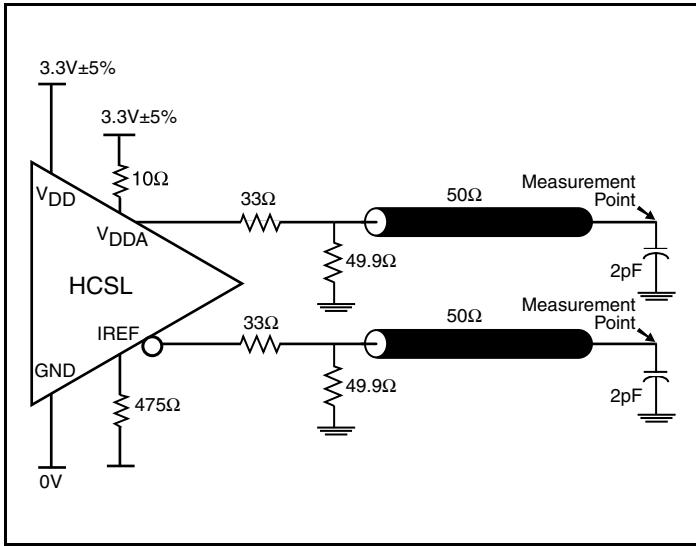 3.3V±5%
3.3V±5%
10Ω
VDD
VDDA
HCSL
IREF
GND
475Ω
0V
33Ω
49.9Ω
50Ω
Measurement
Point
2pF
33Ω
49.9Ω
50Ω
Measurement
Point
2pF